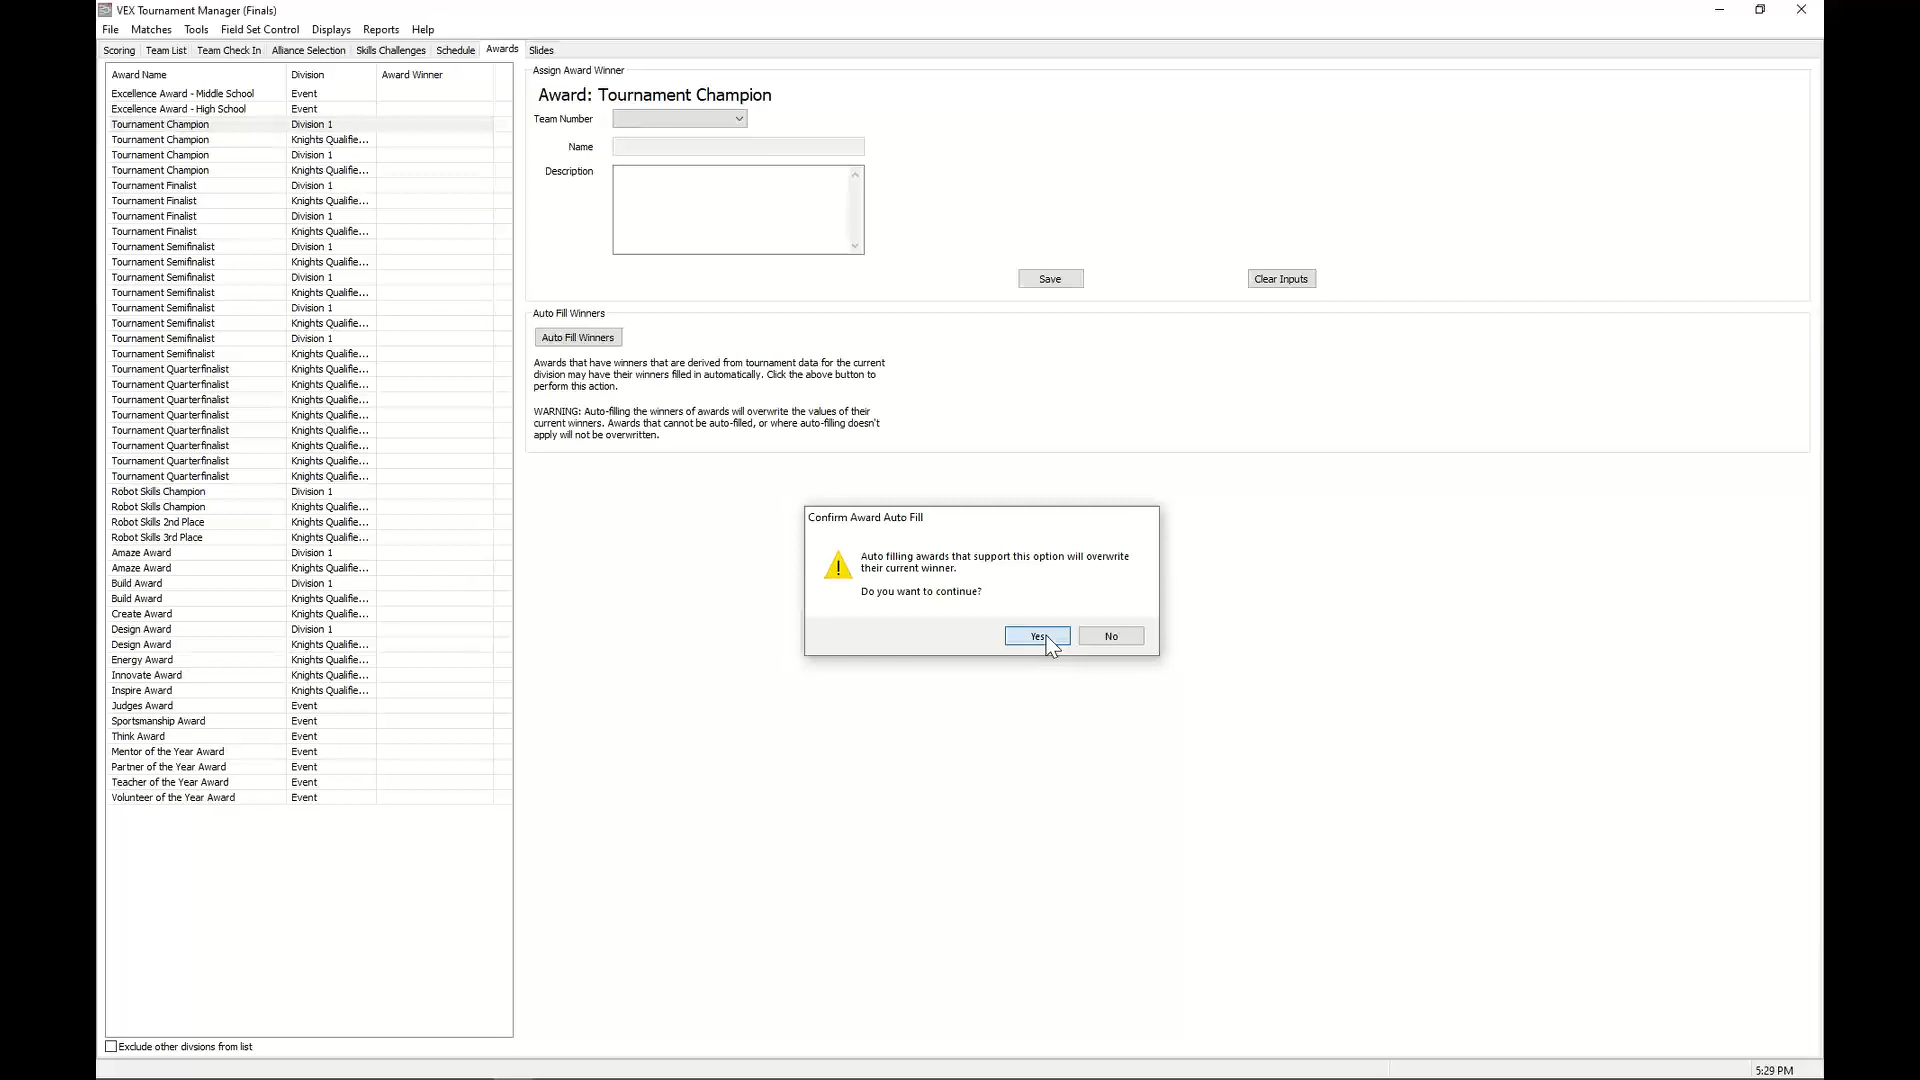 VEX Tournament Manager (Finals)
File Matches Tools Field Set Control Displays Reports Help
Scoring Team List Team Check In Alliance Selection Skills Challenges Schedule Awards Slides
Award Name Division Award Winner
Excellence Award - Middle School Event
Excellence Award - High School Event
Tournament Champion Division 1
Tournament Champion Knights Qualifie...
Tournament Champion Division 1
Tournament Champion Knights Qualifie...
Tournament Finalist Division 1
Tournament Finalist Knights Qualifie...
Tournament Finalist Division 1
Tournament Finalist Knights Qualifie...
Tournament Semifinalist Division 1
Tournament Semifinalist Knights Qualifie...
Tournament Semifinalist Division 1
Tournament Semifinalist Knights Qualifie...
Tournament Semifinalist Division 1
Tournament Semifinalist Knights Qualifie...
Tournament Semifinalist Division 1
Tournament Semifinalist Knights Qualifie...
Tournament Quarterfinalist Knights Qualifie...
Tournament Quarterfinalist Knights Qualifie...
Tournament Quarterfinalist Knights Qualifie...
Tournament Quarterfinalist Knights Qualifie...
Tournament Quarterfinalist Knights Qualifie...
Tournament Quarterfinalist Knights Qualifie...
Tournament Quarterfinalist Knights Qualifie...
Tournament Quarterfinalist Knights Qualifie...
Robot Skills Champion Division 1
Robot Skills Champion Knights Qualifie...
Robot Skills 2nd Place Knights Qualifie...
Robot Skills 3rd Place Knights Qualifie...
Amaze Award Division 1
Amaze Award Knights Qualifie...
Build Award Division 1
Build Award Knights Qualifie...
Create Award Knights Qualifie...
Design Award Division 1
Design Award Knights Qualifie...
Energy Award Knights Qualifie...
Innovate Award Knights Qualifie...
Inspire Award Knights Qualifie...
Judges Award Event
Sportsmanship Award Event
Think Award Event
Mentor of the Year Award Event
Partner of the Year Award Event
Teacher of the Year Award Event
Volunteer of the Year Award Event
Exclude other divsions from list
Assign Award Winner
Award: Tournament Champion
Team Number
Name
Description
Save Clear Inputs
Auto Fill Winners
Auto Fill Winners
Awards that have winners that are derived from tournament data for the current
division may have their winners filled in automatically. Click the above button to
perform this action.
WARNING: Auto-filling the winners of awards will overwrite the values of their
current winners. Awards that cannot be auto-filled, or where auto-filling doesn't
apply will not be overwritten.
Confirm Award Auto Fill
Auto filling awards that support this option will overwrite
their current winner.
Do you want to continue?
Yes No
5:29 PM